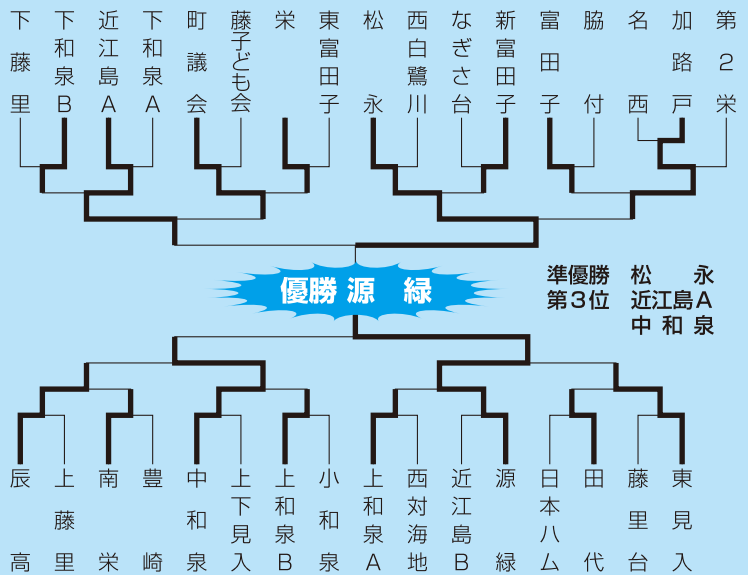 下藤里
下和泉B
近江島A
下和泉A
町議会
藤子ども会
栄
東富田子
松永
西白鷺川
なぎさ台
新富田子
富田子
脇付
名西
加路戸
第2栄
優勝 源 緑
準優勝 松 永
第3位 近江島A
中和泉
辰高
上藤里
南栄
豊崎
中和泉
上下見入
上和泉B
小和泉
上和泉A
西対海地
近江島B
源緑
日本ハム
田代
藤里台
東見入